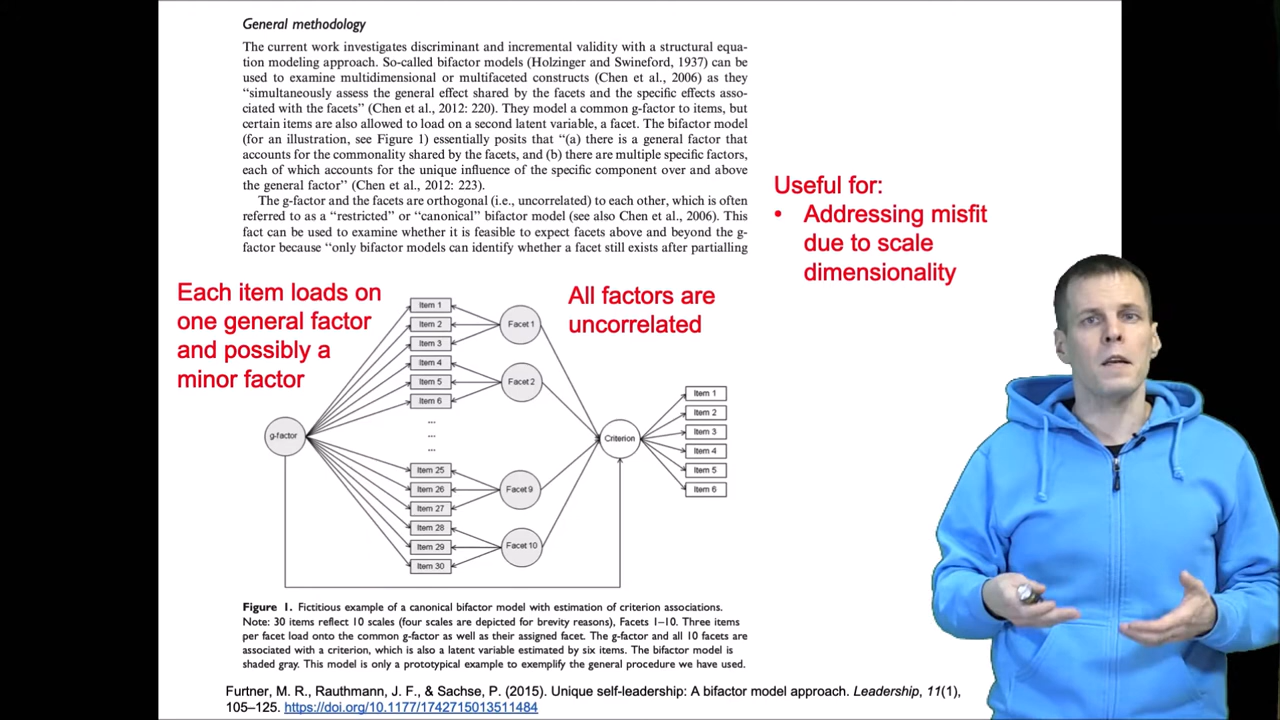 General methodology
The current work investigates discriminant and incremental validity with a structural equa-
tion modeling approach. So-called bifactor models (Holzinger and Swineford, 1937) can be
used to examine multidimensional or multifaceted constructs (Chen et al., 2006) as they
“simultaneously assess the general effect shared by the facets and the specific effects asso-
ciated with the facets” (Chen et al., 2012: 220). They model a common g-factor to items, but
certain items are also allowed to load on a second latent variable, a facet. The bifactor model
(for an illustration, see Figure 1) essentially posits that “(a) there is a general factor that
accounts for the commonality shared by the facets, and (b) there are multiple specific factors,
each of which accounts for the unique influence of the specific component over and above
the general factor” (Chen et al., 2012: 223).
The g-factor and the facets are orthogonal (i.e., uncorrelated) to each other, which is often
referred to as a “restricted” or “canonical” bifactor model (see also Chen et al., 2006). This
fact can be used to examine whether it is feasible to expect facets above and beyond the g-
factor because “only bifactor models can identify whether a facet still exists after partialling
Useful for:
• Addressing misfit
due to scale
dimensionality
Each item loads on
one general factor
and possibly a
minor factor
All factors are
uncorrelated
g-factor
Item 1
Item 2
Item 3
Item 4
Item 5
Item 6
...
...
...
Item 25
Item 26
Item 27
Item 28
Item 29
Item 30
Facet 1
Facet 2
Facet 9
Facet 10
Criterion
Item 1
Item 2
Item 3
Item 4
Item 5
Item 6
Figure 1. Fictitious example of a canonical bifactor model with estimation of criterion associations.
Note: 30 items reflect 10 scales (four scales are depicted for brevity reasons), Facets 1–10. Three items
per facet load onto the common g-factor as well as their assigned facet. The g-factor and all 10 facets are
associated with a criterion, which is also a latent variable estimated by six items. The bifactor model is
shaded gray. This model is only a prototypical example to exemplify the general procedure we have used.
Furtner, M. R., Rauthmann, J. F., & Sachse, P. (2015). Unique self-leadership: A bifactor model approach. Leadership, 11(1),
105–125. https://doi.org/10.1177/1742715013511484